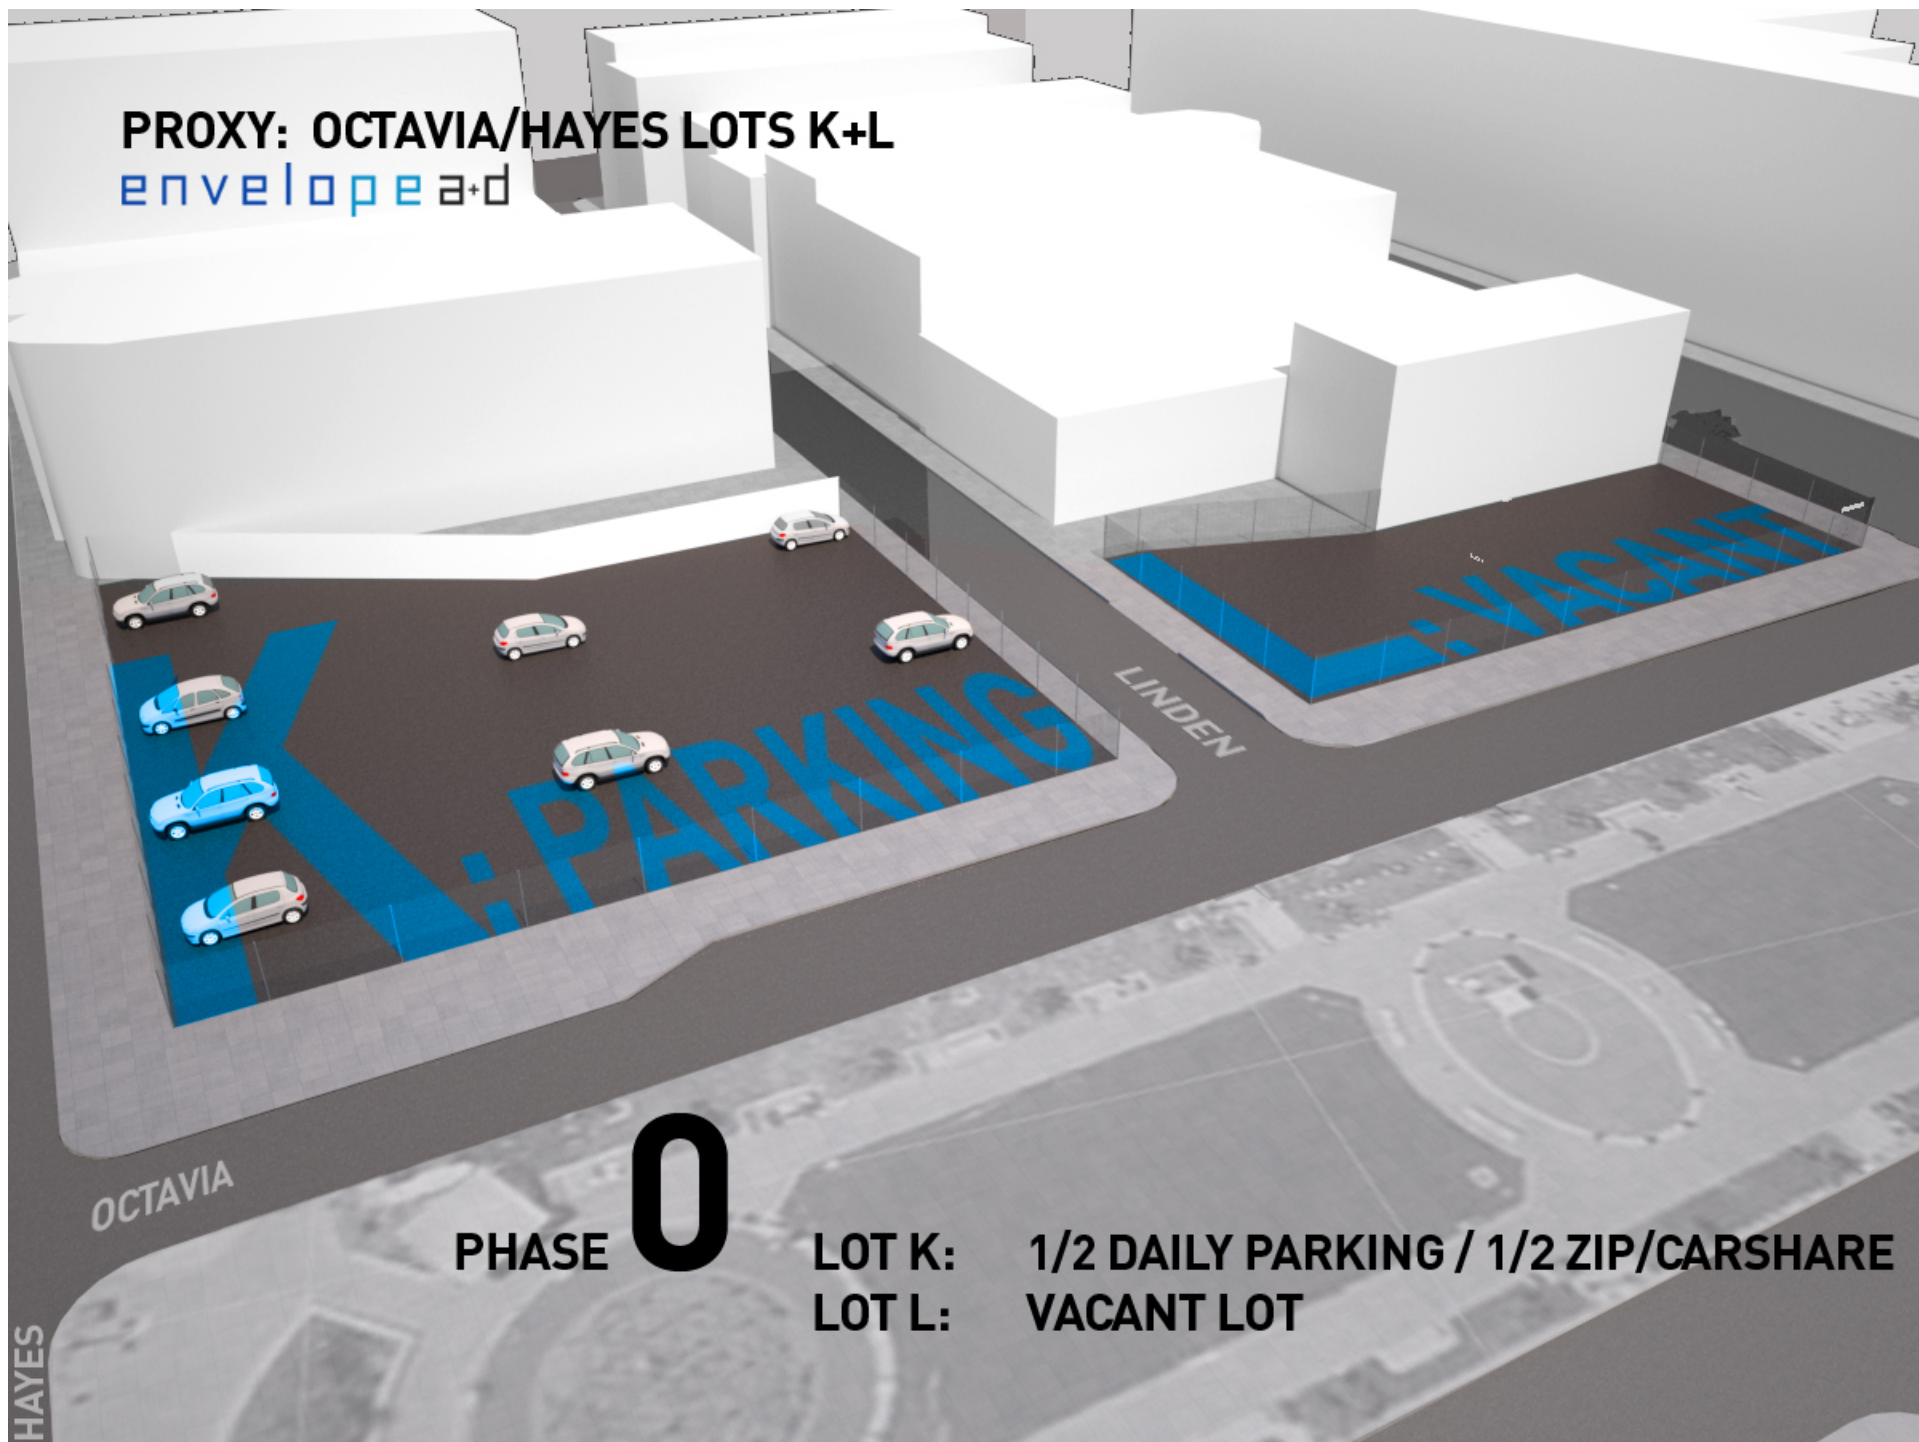 PROXY: OCTAVIA/HAYES LOTS K+L
envelope a+d
K: PARKING
L: VACANT
LINDEN
OCTAVIA
HAYES
PHASE 0
LOT K: 1/2 DAILY PARKING / 1/2 ZIP/CARSHARE
LOT L: VACANT LOT